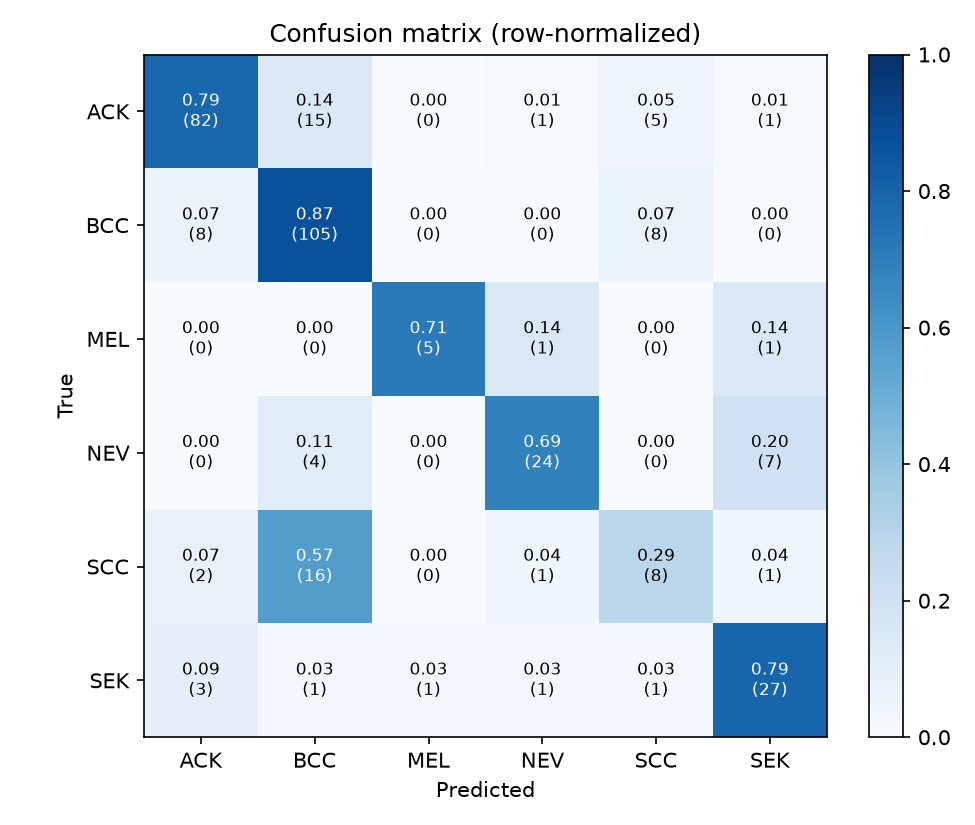 Confusion matrix (row-normalized)
1.0
ACK
0.79 0.14 0.00 0.01 0.05 0.01
(82) (15) (0) (1) (5) (1)
0.8
BCC
0.07 0.87 0.00 0.00 0.07 0.00
(8) (105) (0) (0) (8) (0)
MEL
0.00 0.00 0.71 0.14 0.00 0.14
(0) (0) (5) (1) (0) (1)
0.6
True
NEV
0.00 0.11 0.00 0.69 0.00 0.20
(0) (4) (0) (24) (0) (7)
0.4
SCC
0.07 0.57 0.00 0.04 0.29 0.04
(2) (16) (0) (1) (8) (1)
0.2
SEK
0.09 0.03 0.03 0.03 0.03 0.79
(3) (1) (1) (1) (1) (27)
0.0
ACK BCC MEL NEV SCC SEK
Predicted